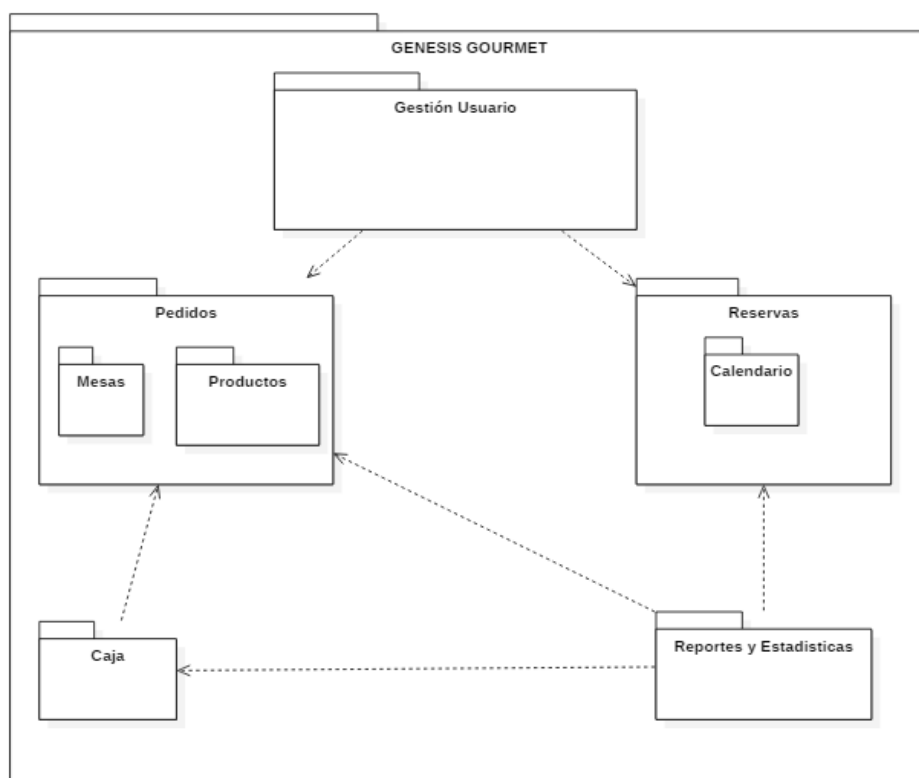 GENESIS GOURMET
Gestión Usuario
Pedidos
Reservas
Mesas
Productos
Calendario
Caja
Reportes y Estadisticas